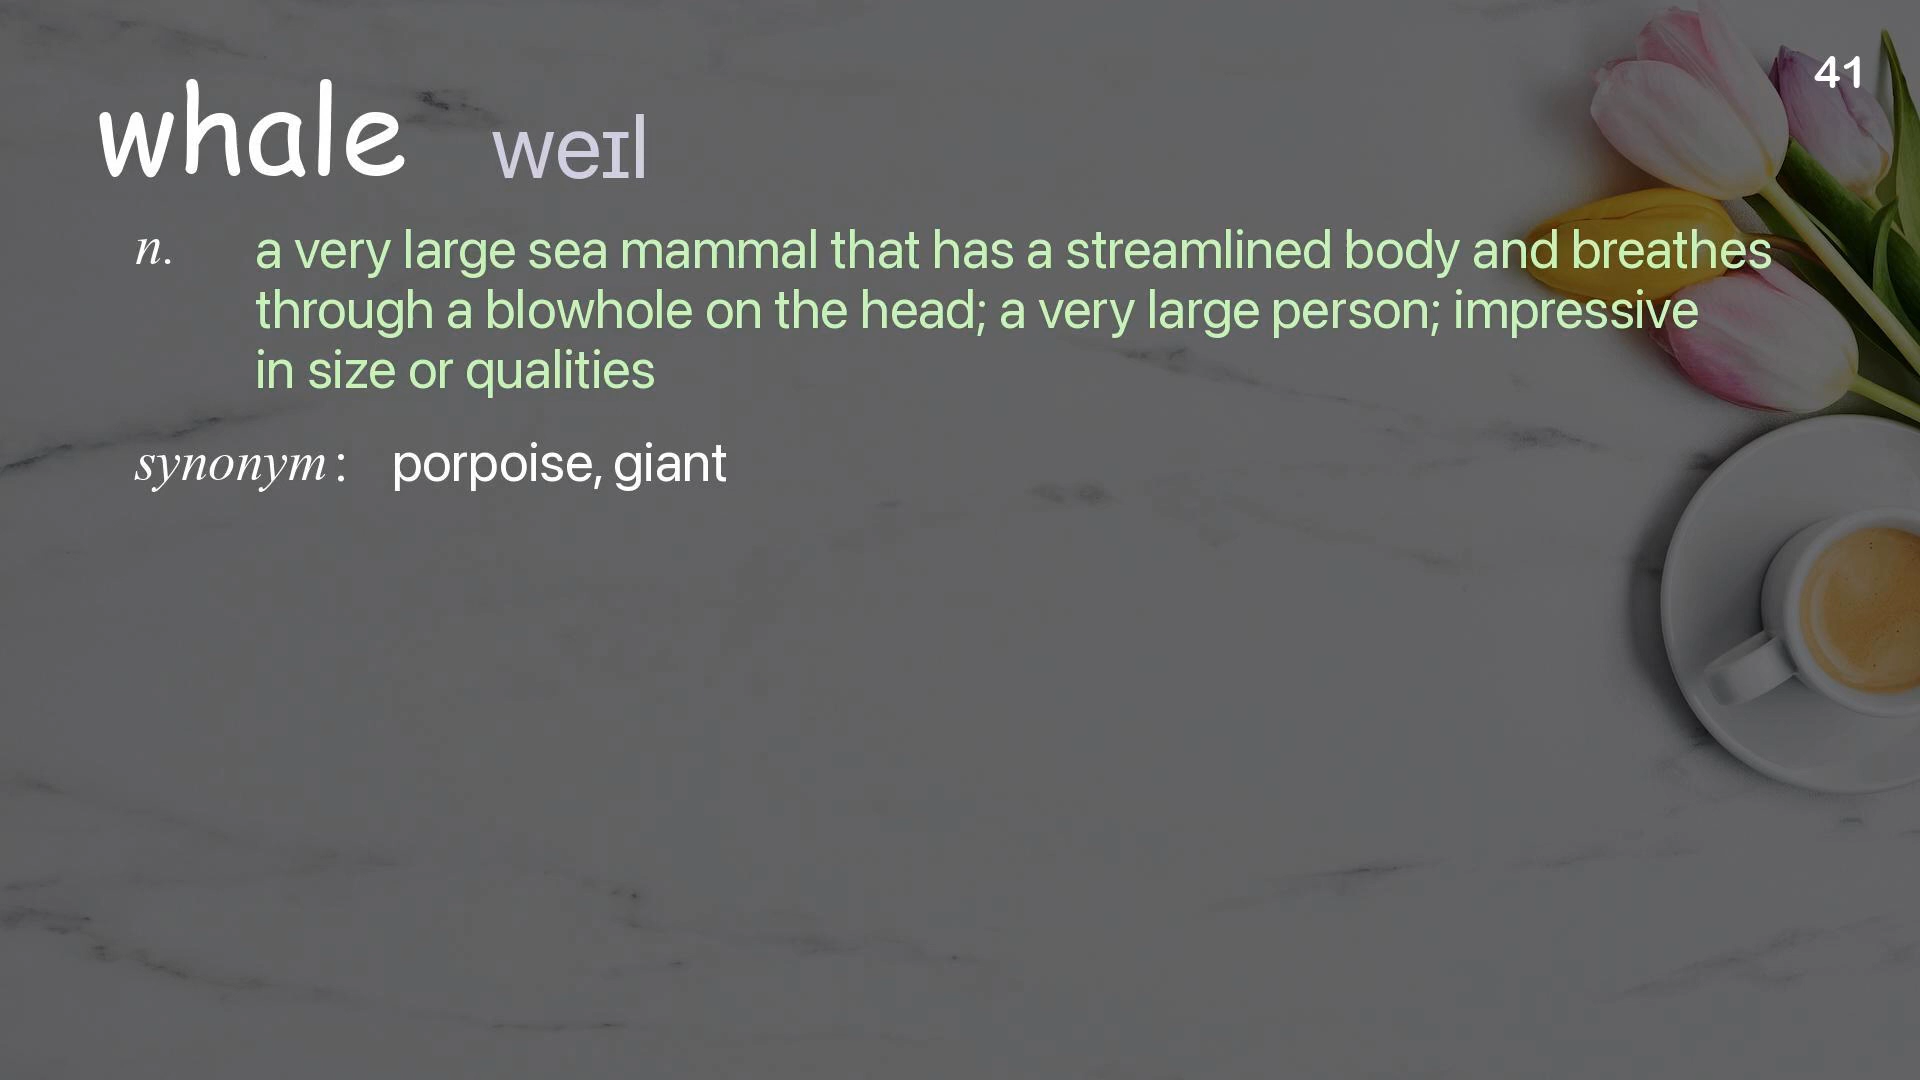 41
whale weɪl
n. a very large sea mammal that has a streamlined body and breathes
through a blowhole on the head; a very large person; impressive
in size or qualities
synonym: porpoise, giant